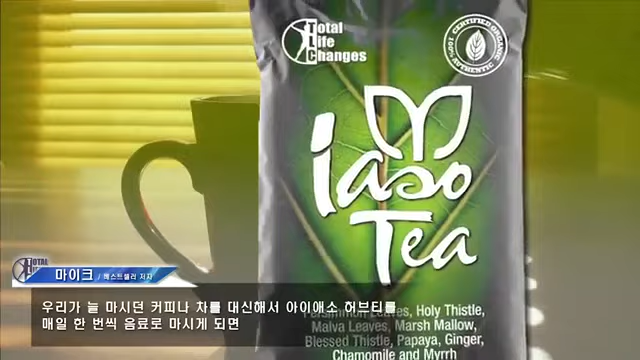 Total
Life
Changes
CERTIFIED ORGANIC
100% AUTHENTIC
iaso
Tea
Persimmon Leaves, Holy Thistle,
Malva Leaves, Marsh Mallow,
Blessed Thistle, Papaya, Ginger,
Chamomile and Myrrh
마이크 / 베스트셀러 저자
우리가 늘 마시던 커피나 차를 대신해서 아이애소 허브티를
매일 한 번씩 음료로 마시게 되면